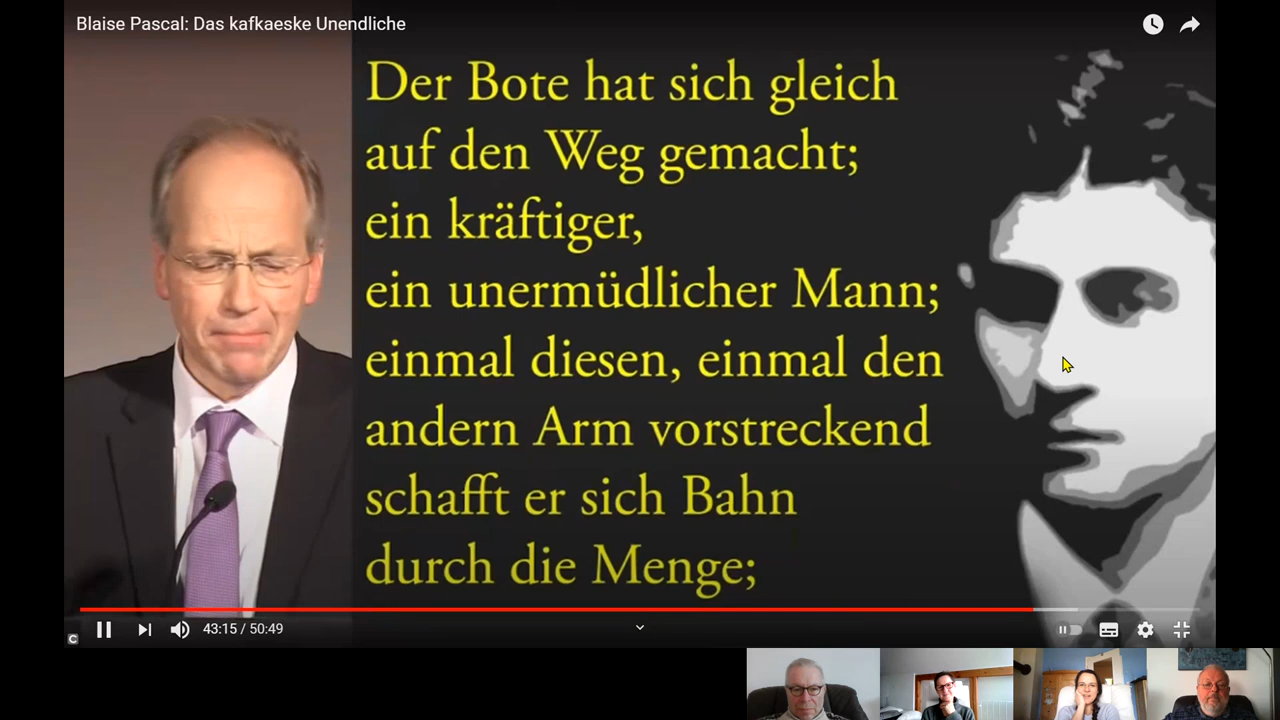 Blaise Pascal: Das kafkaeske Unendliche
Der Bote hat sich gleich
auf den Weg gemacht;
ein kräftiger,
ein unermüdlicher Mann;
einmal diesen, einmal den
andern Arm vorstreckend
schafft er sich Bahn
durch die Menge;
43:15 / 50:49
C